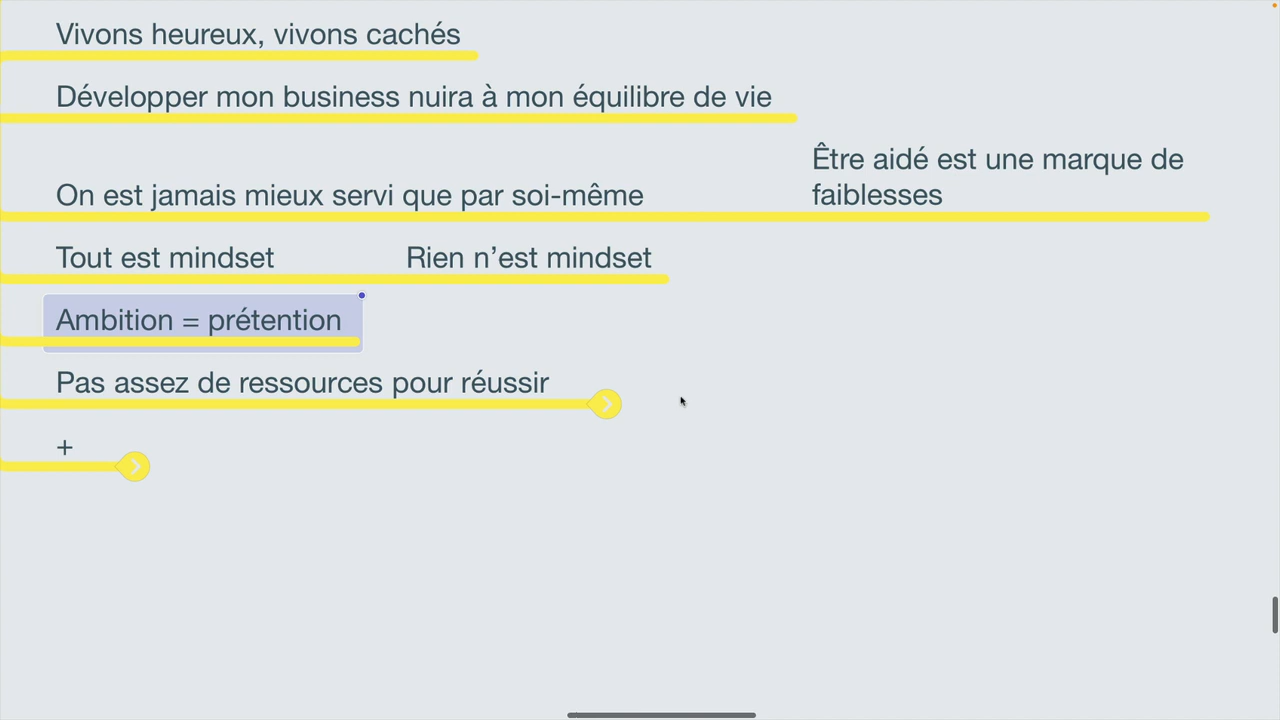 Vivons heureux, vivons cachés
Développer mon business nuira à mon équilibre de vie
On est jamais mieux servi que par soi-même
Être aidé est une marque de
faiblesses
Tout est mindset
Rien n’est mindset
Ambition = prétention
Pas assez de ressources pour réussir
+